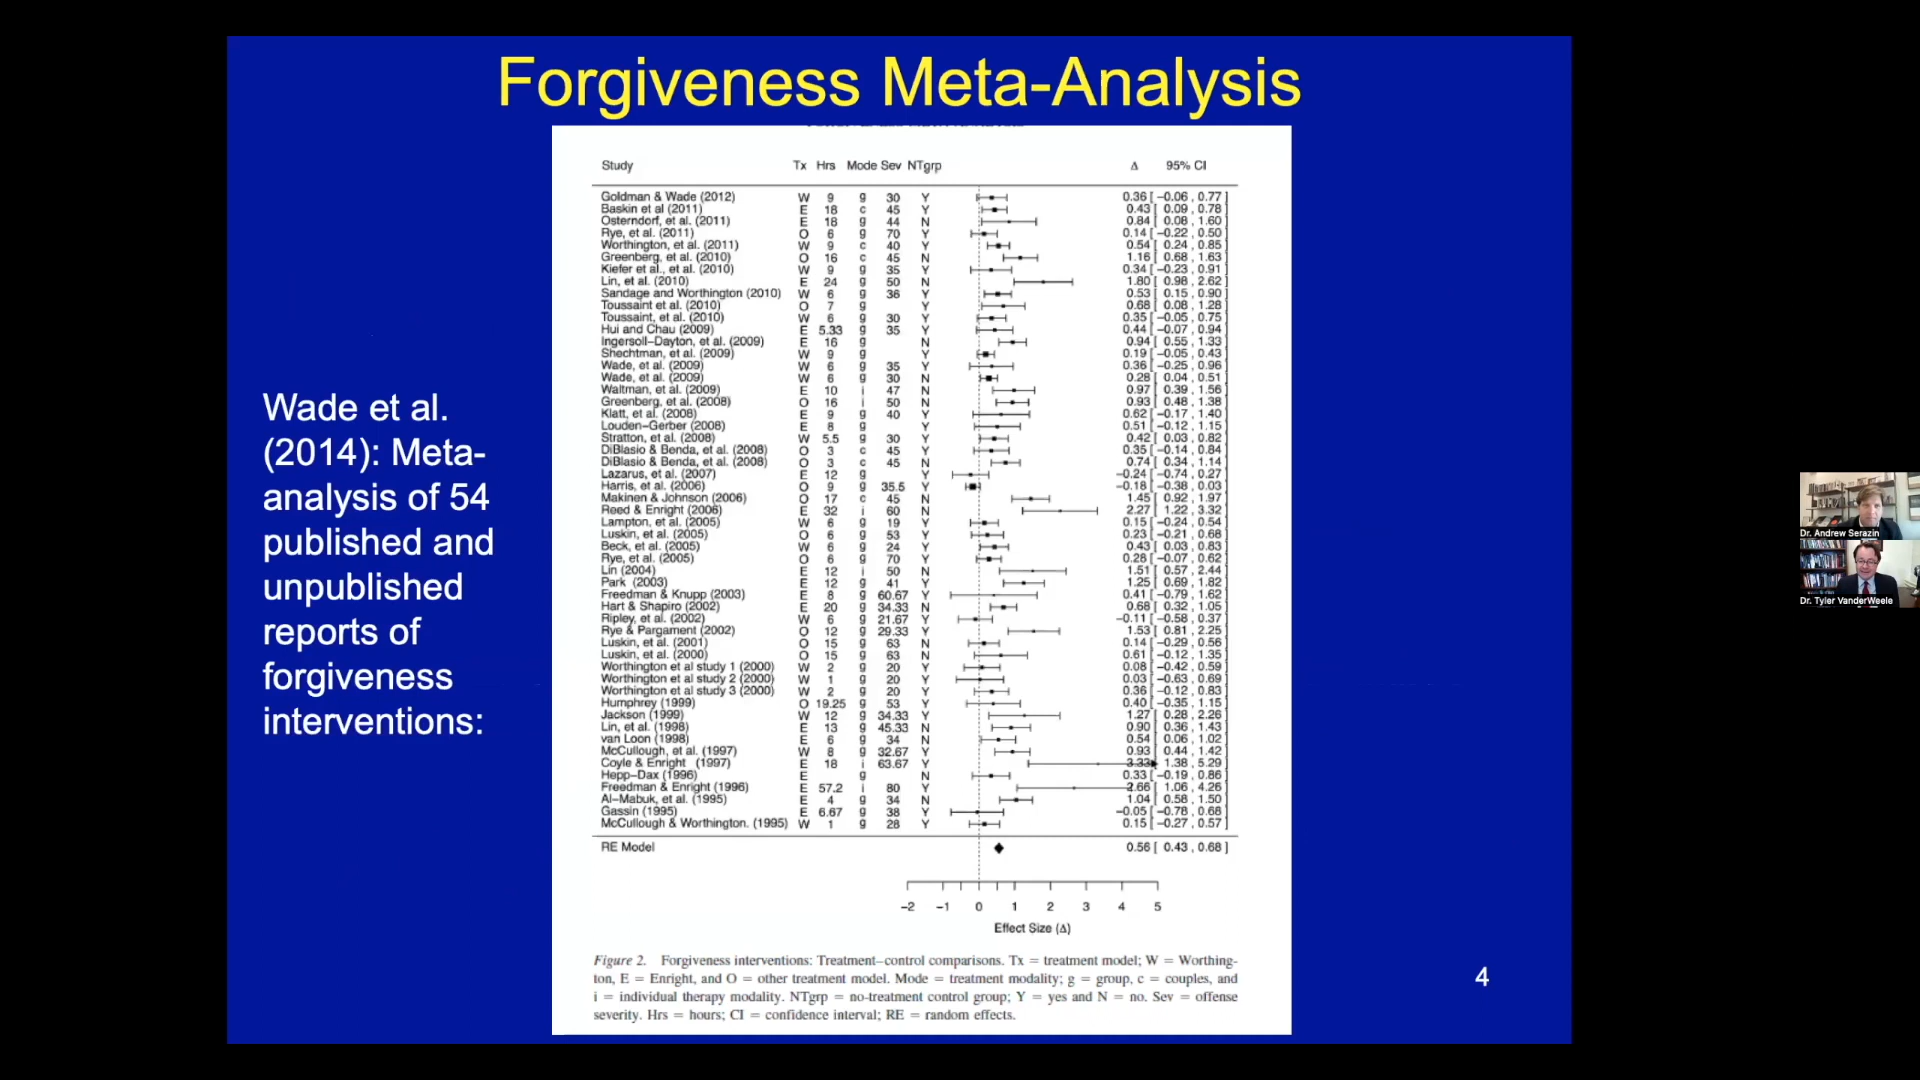 Forgiveness Meta-Analysis
Study Tx Hrs Mode Sev NTgrp Δ 95% CI
Goldman & Wade (2012) W 9 g 30 Y 0.36 [ −0.06 , 0.77 ]
Baskin et al (2011) E 18 c 45 Y 0.43 [ 0.09 , 0.78 ]
Osterndorf, et al. (2011) E 18 g 44 N 0.84 [ 0.08 , 1.60 ]
Rye, et al. (2011) O 6 g 70 Y 0.14 [ −0.22 , 0.50 ]
Worthington, et al. (2011) W 9 c 40 Y 0.54 [ 0.24 , 0.85 ]
Greenberg, et al. (2010) O 16 c 45 N 1.16 [ 0.68 , 1.63 ]
Kiefer et al., et al. (2010) W 9 g 35 Y 0.34 [ −0.23 , 0.91 ]
Lin, et al. (2010) E 24 g 50 N 1.80 [ 0.98 , 2.62 ]
Sandage and Worthington (2010) W 6 g 36 Y 0.53 [ 0.15 , 0.90 ]
Toussaint et al. (2010) O 7 g Y 0.68 [ 0.08 , 1.28 ]
Toussaint, et al. (2010) W 6 g 30 Y 0.35 [ −0.05 , 0.75 ]
Hui and Chau (2009) E 5.33 g 35 Y 0.44 [ −0.07 , 0.94 ]
Ingersoll−Dayton, et al. (2009) E 16 g N 0.94 [ 0.55 , 1.33 ]
Shechtman, et al. (2009) W 9 g Y 0.19 [ −0.05 , 0.43 ]
Wade, et al. (2009) W 6 g 35 Y 0.36 [ −0.25 , 0.96 ]
Wade, et al. (2009) W 6 g 30 N 0.28 [ 0.04 , 0.51 ]
Waltman, et al. (2009) E 10 i 47 N 0.97 [ 0.39 , 1.56 ]
Greenberg, et al. (2008) O 16 i 50 N 0.93 [ 0.48 , 1.38 ]
Klatt, et al. (2008) E 9 g 40 Y 0.62 [ −0.17 , 1.40 ]
Louden−Gerber (2008) E 8 g Y 0.51 [ −0.12 , 1.15 ]
Stratton, et al. (2008) W 5.5 g 30 Y 0.42 [ 0.03 , 0.82 ]
DiBlasio & Benda, et al. (2008) O 3 c 45 Y 0.35 [ −0.14 , 0.84 ]
DiBlasio & Benda, et al. (2008) O 3 c 45 N 0.74 [ 0.34 , 1.14 ]
Lazarus, et al. (2007) E 12 g Y −0.24 [ −0.74 , 0.27 ]
Harris, et al. (2006) O 9 g 35.5 Y −0.18 [ −0.38 , 0.03 ]
Makinen & Johnson (2006) O 17 c 45 N 1.45 [ 0.92 , 1.97 ]
Reed & Enright (2006) E 32 i 60 N 2.27 [ 1.22 , 3.32 ]
Lampton, et al. (2005) W 6 g 19 Y 0.15 [ −0.24 , 0.54 ]
Luskin, et al. (2005) O 6 g 53 Y 0.23 [ −0.21 , 0.68 ]
Beck, et al. (2005) W 6 g 24 Y 0.43 [ 0.03 , 0.83 ]
Rye, et al. (2005) O 6 g 70 Y 0.28 [ −0.07 , 0.62 ]
Lin (2004) E 12 i 50 N 1.51 [ 0.57 , 2.44 ]
Park (2003) E 12 g 41 Y 1.25 [ 0.69 , 1.82 ]
Freedman & Knupp (2003) E 8 g 60.67 Y 0.41 [ −0.79 , 1.62 ]
Hart & Shapiro (2002) E 20 g 34.33 N 0.68 [ 0.32 , 1.05 ]
Ripley, et al. (2002) W 6 g 21.67 Y −0.11 [ −0.58 , 0.37 ]
Rye & Pargament (2002) O 12 g 29.33 Y 1.53 [ 0.81 , 2.25 ]
Luskin, et al. (2001) O 15 g 63 N 0.14 [ −0.29 , 0.56 ]
Luskin, et al. (2000) O 15 g 63 N 0.61 [ −0.12 , 1.35 ]
Worthington et al study 1 (2000) W 2 g 20 Y 0.08 [ −0.42 , 0.59 ]
Worthington et al study 2 (2000) W 1 g 20 Y 0.03 [ −0.63 , 0.69 ]
Worthington et al study 3 (2000) W 2 g 20 Y 0.36 [ −0.12 , 0.83 ]
Humphrey (1999) O 19.25 g 53 Y 0.40 [ −0.35 , 1.15 ]
Jackson (1999) W 12 g 34.33 Y 1.27 [ 0.28 , 2.26 ]
Lin, et al. (1998) E 13 g 45.33 N 0.90 [ 0.36 , 1.43 ]
van Loon (1998) E 6 g 34 N 0.54 [ 0.06 , 1.02 ]
McCullough, et al. (1997) W 8 g 32.67 Y 0.93 [ 0.44 , 1.42 ]
Coyle & Enright (1997) E 18 i 63.67 Y 3.33 [ 1.38 , 5.29 ]
Hepp−Dax (1996) E g N 0.33 [ −0.19 , 0.86 ]
Freedman & Enright (1996) E 57.2 i 80 Y 2.66 [ 1.06 , 4.26 ]
Al−Mabuk, et al. (1995) E 4 g 34 N 1.04 [ 0.58 , 1.50 ]
Gassin (1995) E 6.67 g 38 Y −0.05 [ −0.78 , 0.68 ]
McCullough & Worthington. (1995) W 1 g 28 Y 0.15 [ −0.27 , 0.57 ]
RE Model 0.56 [ 0.43 , 0.68 ]
−2 −1 0 1 2 3 4 5
Effect Size (Δ)
Figure 2. Forgiveness interventions: Treatment–control comparisons. Tx = treatment model; W = Worthing-
ton, E = Enright, and O = other treatment model. Mode = treatment modality; g = group, c = couples, and
i = individual therapy modality. NTgrp = no-treatment control group; Y = yes and N = no. Sev = offense
severity. Hrs = hours; CI = confidence interval; RE = random effects.
Wade et al.
(2014): Meta-
analysis of 54
published and
unpublished
reports of
forgiveness
interventions:
4
Dr. Andrew Serazin
Dr. Tyler VanderWeele